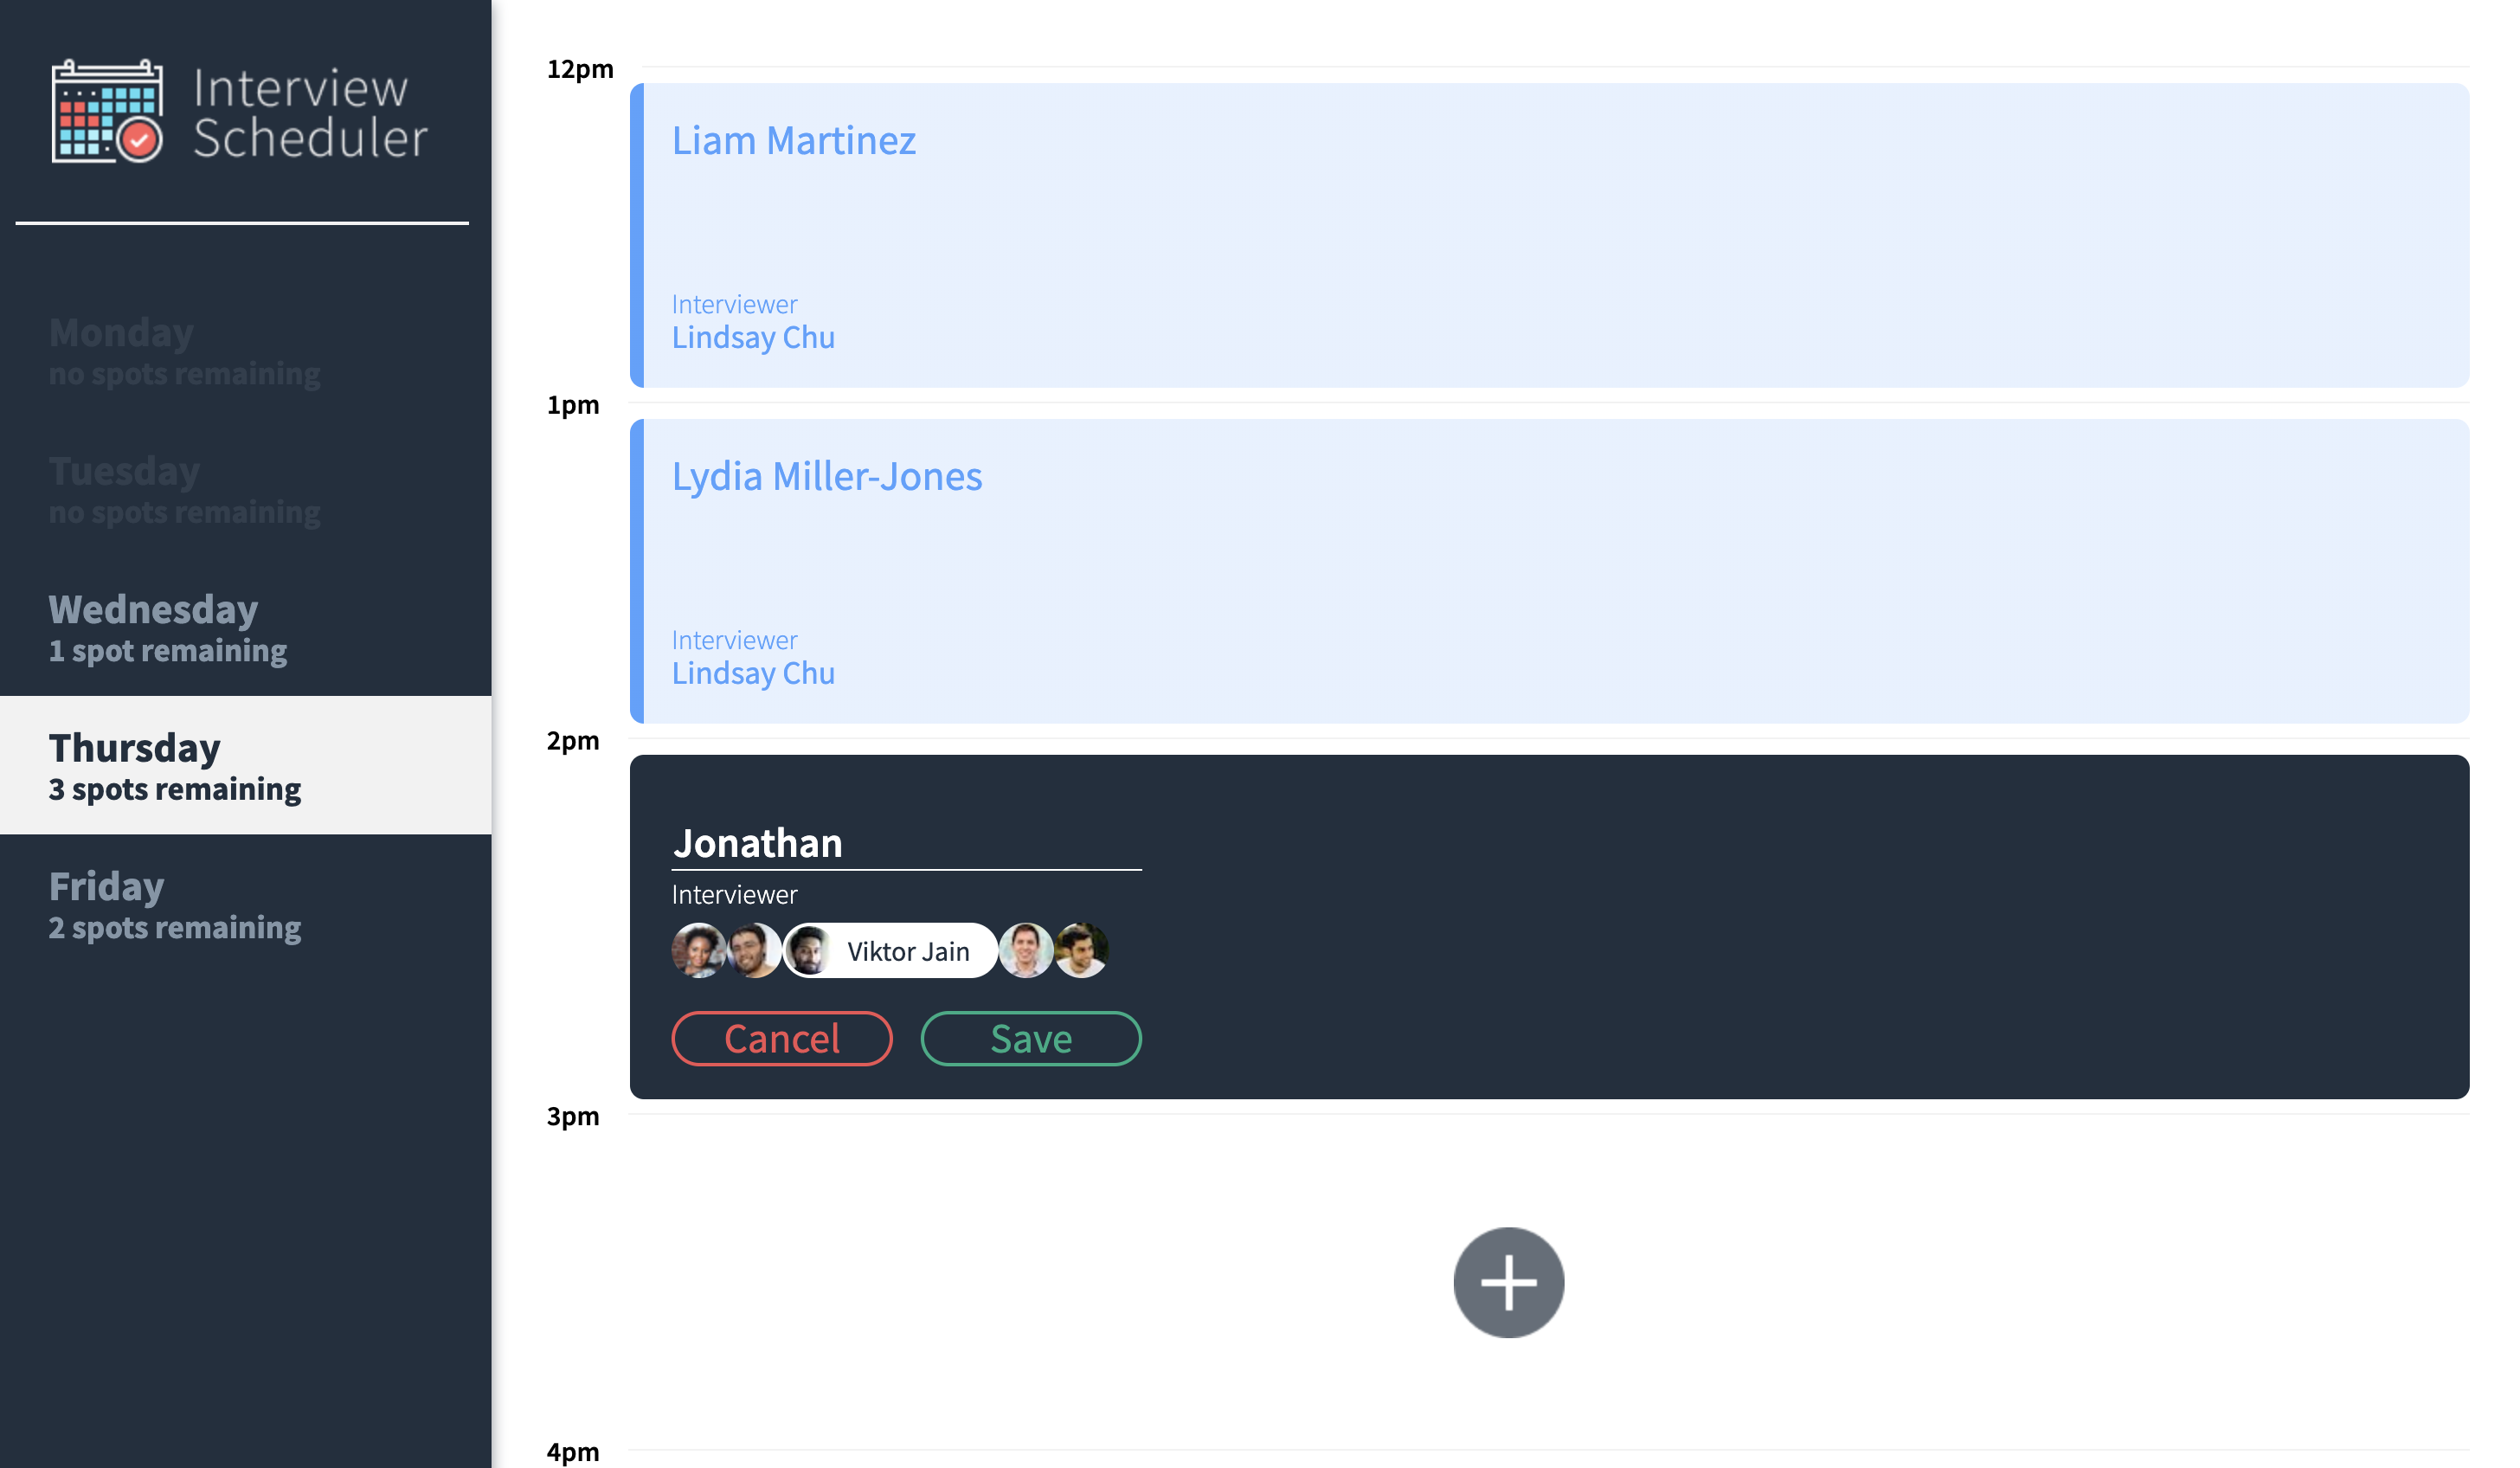 Interview
Scheduler
Monday
no spots remaining
Tuesday
no spots remaining
Wednesday
1 spot remaining
Thursday
3 spots remaining
Friday
2 spots remaining
12pm
Liam Martinez
Interviewer
Lindsay Chu
1pm
Lydia Miller-Jones
Interviewer
Lindsay Chu
2pm
Jonathan
Interviewer
Viktor Jain
Cancel
Save
3pm
4pm